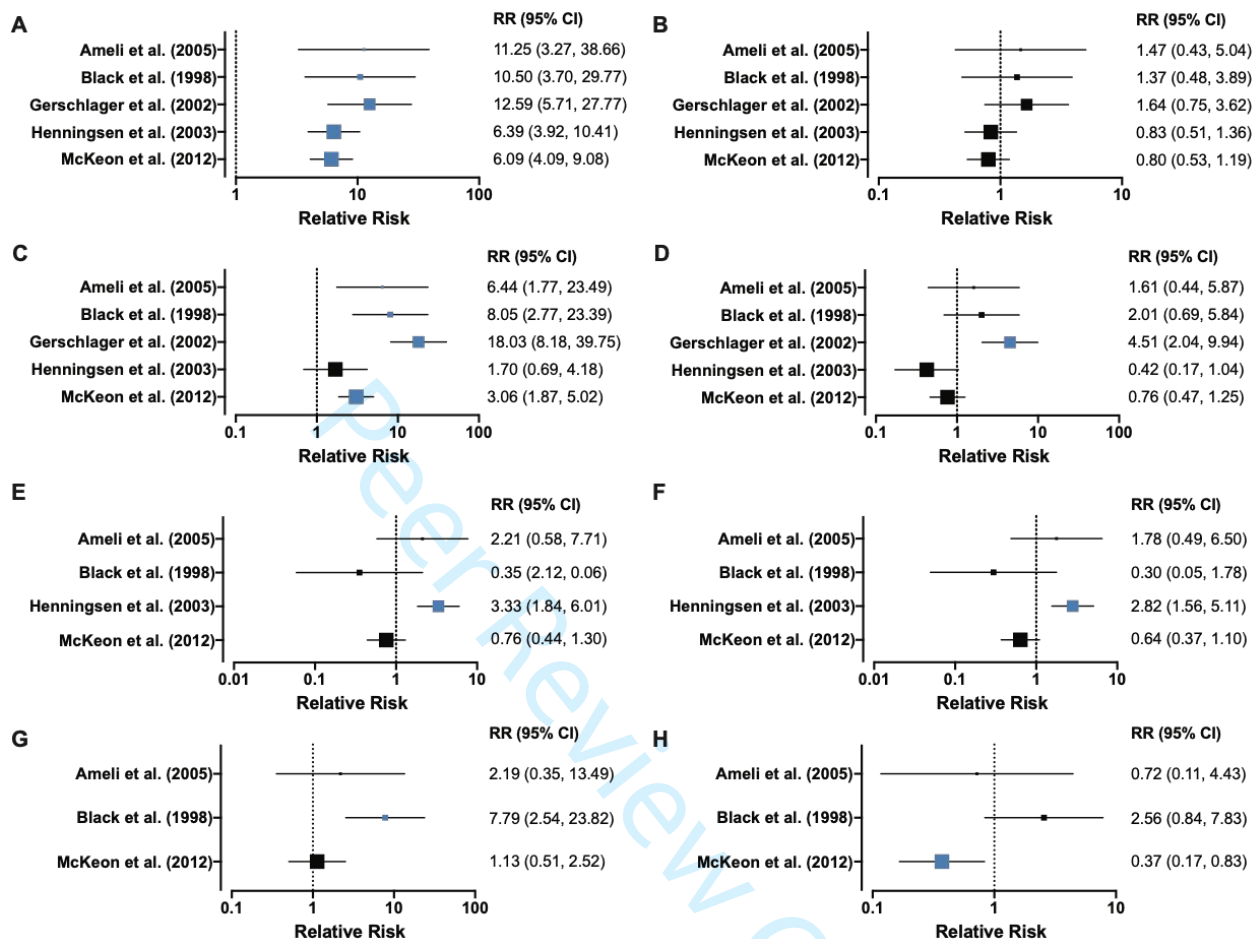 A
RR (95% CI)
Ameli et al. (2005) 11.25 (3.27, 38.66)
Black et al. (1998) 10.50 (3.70, 29.77)
Gerschlager et al. (2002) 12.59 (5.71, 27.77)
Henningsen et al. (2003) 6.39 (3.92, 10.41)
McKeon et al. (2012) 6.09 (4.09, 9.08)
1 10 100
Relative Risk
B
RR (95% CI)
Ameli et al. (2005) 1.47 (0.43, 5.04)
Black et al. (1998) 1.37 (0.48, 3.89)
Gerschlager et al. (2002) 1.64 (0.75, 3.62)
Henningsen et al. (2003) 0.83 (0.51, 1.36)
McKeon et al. (2012) 0.80 (0.53, 1.19)
0.1 1 10
Relative Risk
C
RR (95% CI)
Ameli et al. (2005) 6.44 (1.77, 23.49)
Black et al. (1998) 8.05 (2.77, 23.39)
Gerschlager et al. (2002) 18.03 (8.18, 39.75)
Henningsen et al. (2003) 1.70 (0.69, 4.18)
McKeon et al. (2012) 3.06 (1.87, 5.02)
0.1 1 10 100
Relative Risk
D
RR (95% CI)
Ameli et al. (2005) 1.61 (0.44, 5.87)
Black et al. (1998) 2.01 (0.69, 5.84)
Gerschlager et al. (2002) 4.51 (2.04, 9.94)
Henningsen et al. (2003) 0.42 (0.17, 1.04)
McKeon et al. (2012) 0.76 (0.47, 1.25)
0.1 1 10 100
Relative Risk
E
RR (95% CI)
Ameli et al. (2005) 2.21 (0.58, 7.71)
Black et al. (1998) 0.35 (2.12, 0.06)
Henningsen et al. (2003) 3.33 (1.84, 6.01)
McKeon et al. (2012) 0.76 (0.44, 1.30)
0.01 0.1 1 10
Relative Risk
F
RR (95% CI)
Ameli et al. (2005) 1.78 (0.49, 6.50)
Black et al. (1998) 0.30 (0.05, 1.78)
Henningsen et al. (2003) 2.82 (1.56, 5.11)
McKeon et al. (2012) 0.64 (0.37, 1.10)
0.01 0.1 1 10
Relative Risk
G
RR (95% CI)
Ameli et al. (2005) 2.19 (0.35, 13.49)
Black et al. (1998) 7.79 (2.54, 23.82)
McKeon et al. (2012) 1.13 (0.51, 2.52)
0.1 1 10 100
Relative Risk
H
RR (95% CI)
Ameli et al. (2005) 0.72 (0.11, 4.43)
Black et al. (1998) 2.56 (0.84, 7.83)
McKeon et al. (2012) 0.37 (0.17, 0.83)
0.1 1 10
Relative Risk
Peer Review